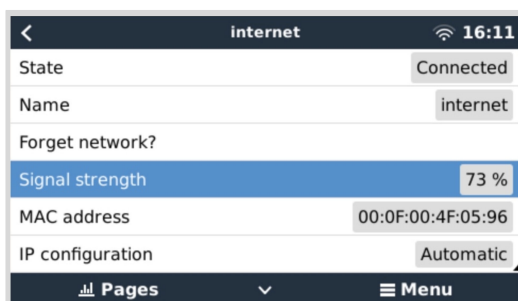 internet 16:11
State Connected
Name internet
Forget network?
Signal strength 73 %
MAC address 00:0F:00:4F:05:96
IP configuration Automatic
Pages Menu